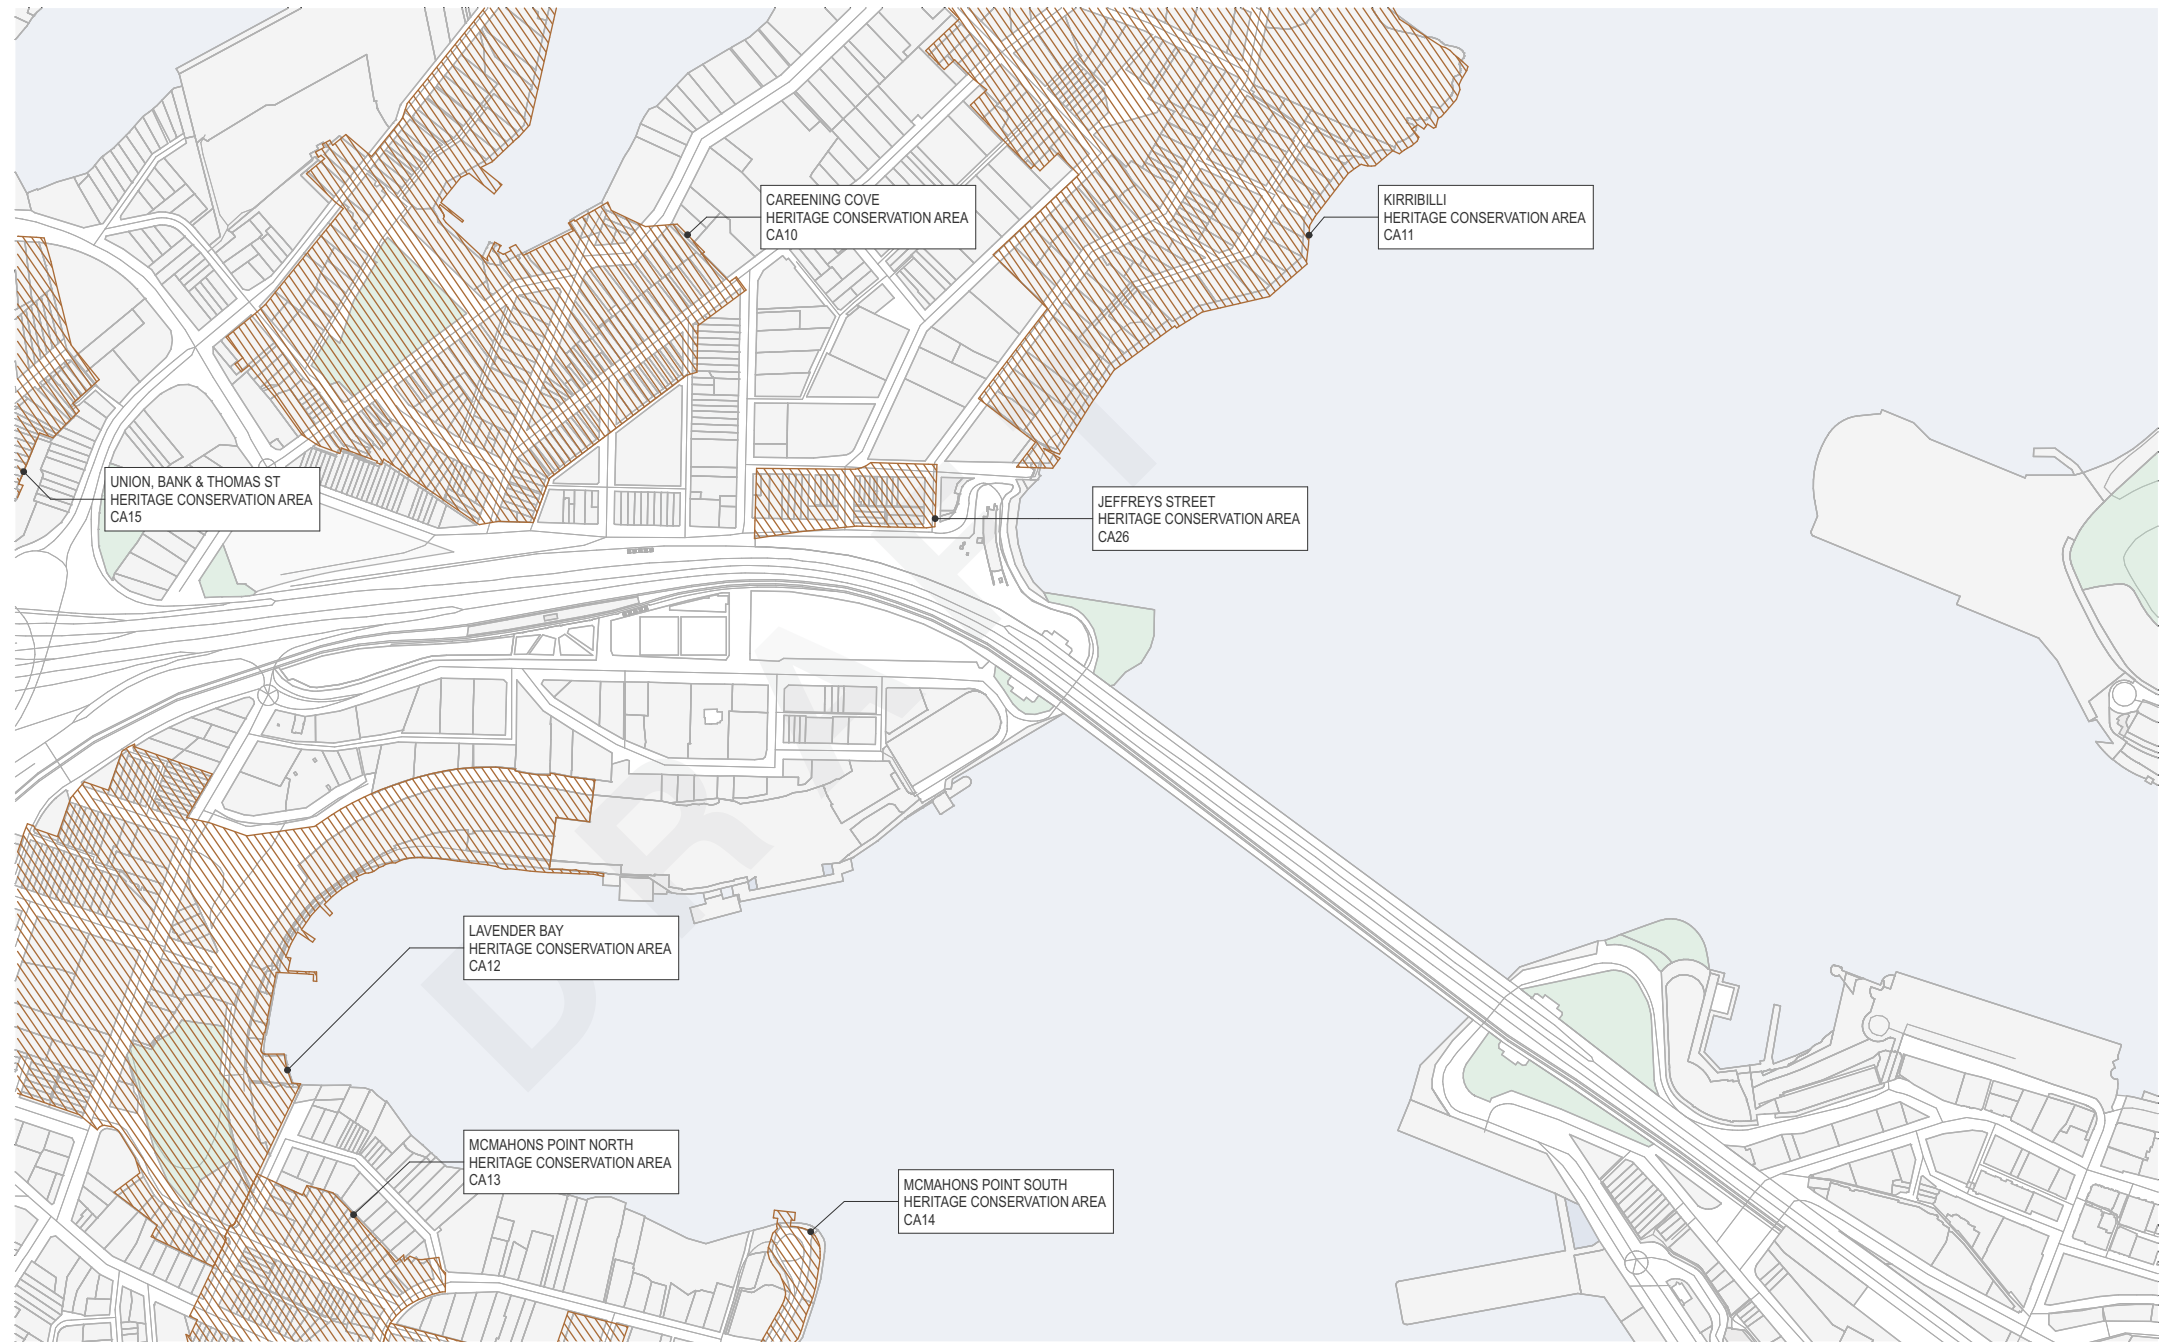 CAREENING COVE
HERITAGE CONSERVATION AREA
CA10
KIRRIBILLI
HERITAGE CONSERVATION AREA
CA11
UNION, BANK & THOMAS ST
HERITAGE CONSERVATION AREA
CA15
JEFFREYS STREET
HERITAGE CONSERVATION AREA
CA26
LAVENDER BAY
HERITAGE CONSERVATION AREA
CA12
MCMAHONS POINT NORTH
HERITAGE CONSERVATION AREA
CA13
MCMAHONS POINT SOUTH
HERITAGE CONSERVATION AREA
CA14
DRAFT